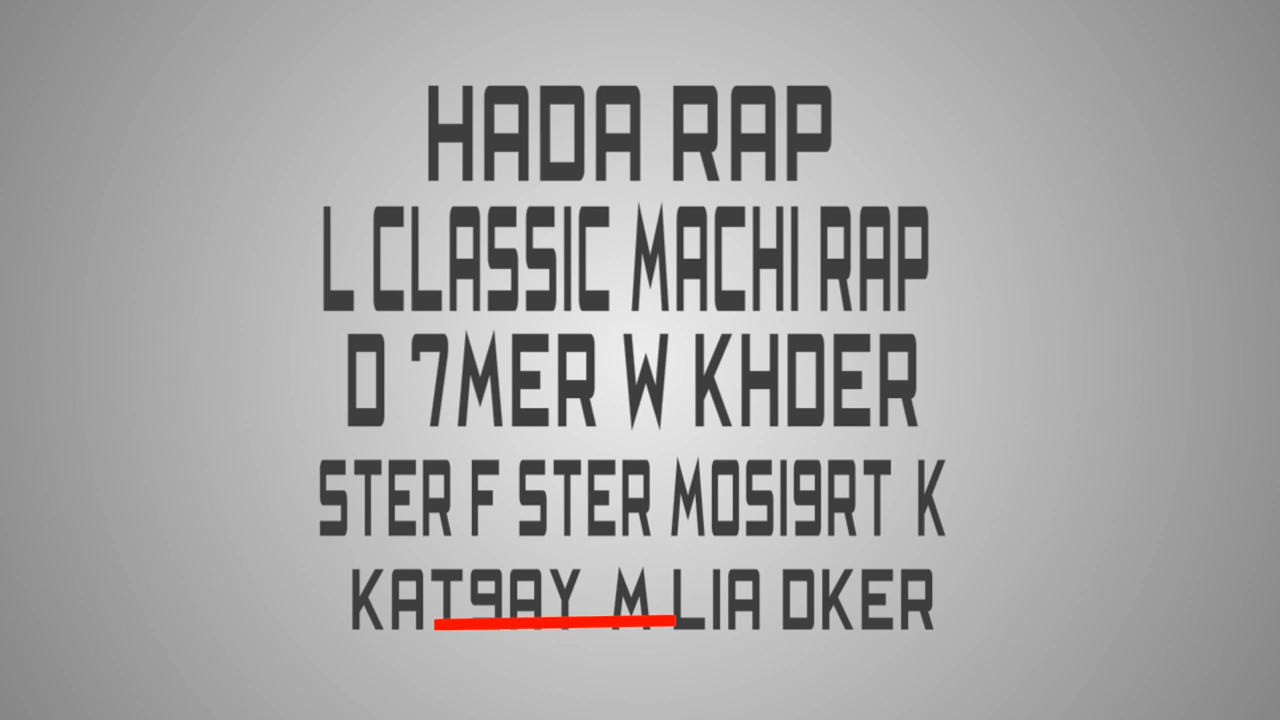 HADA RAP
L CLASSIC MACHI RAP
D 7MER W KHDER
STER F STER MOSI9RT K
KAT9AY M LIA DKER